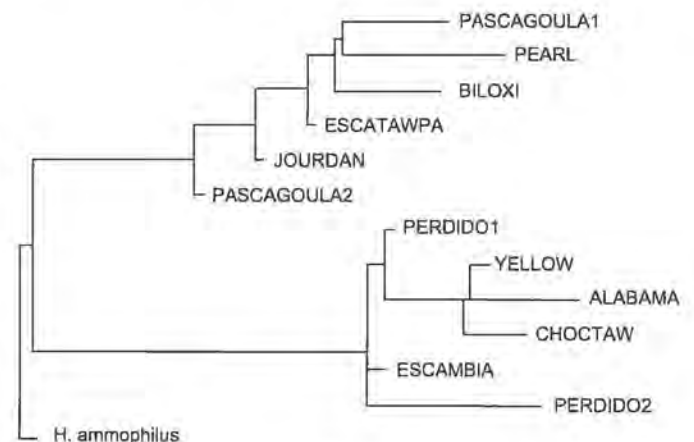 PASCAGOULA1
PEARL
BILOXI
ESCATAWPA
JOURDAN
PASCAGOULA2
PERDIDO1
YELLOW
ALABAMA
CHOCTAW
ESCAMBIA
PERDIDO2
H. ammophilus